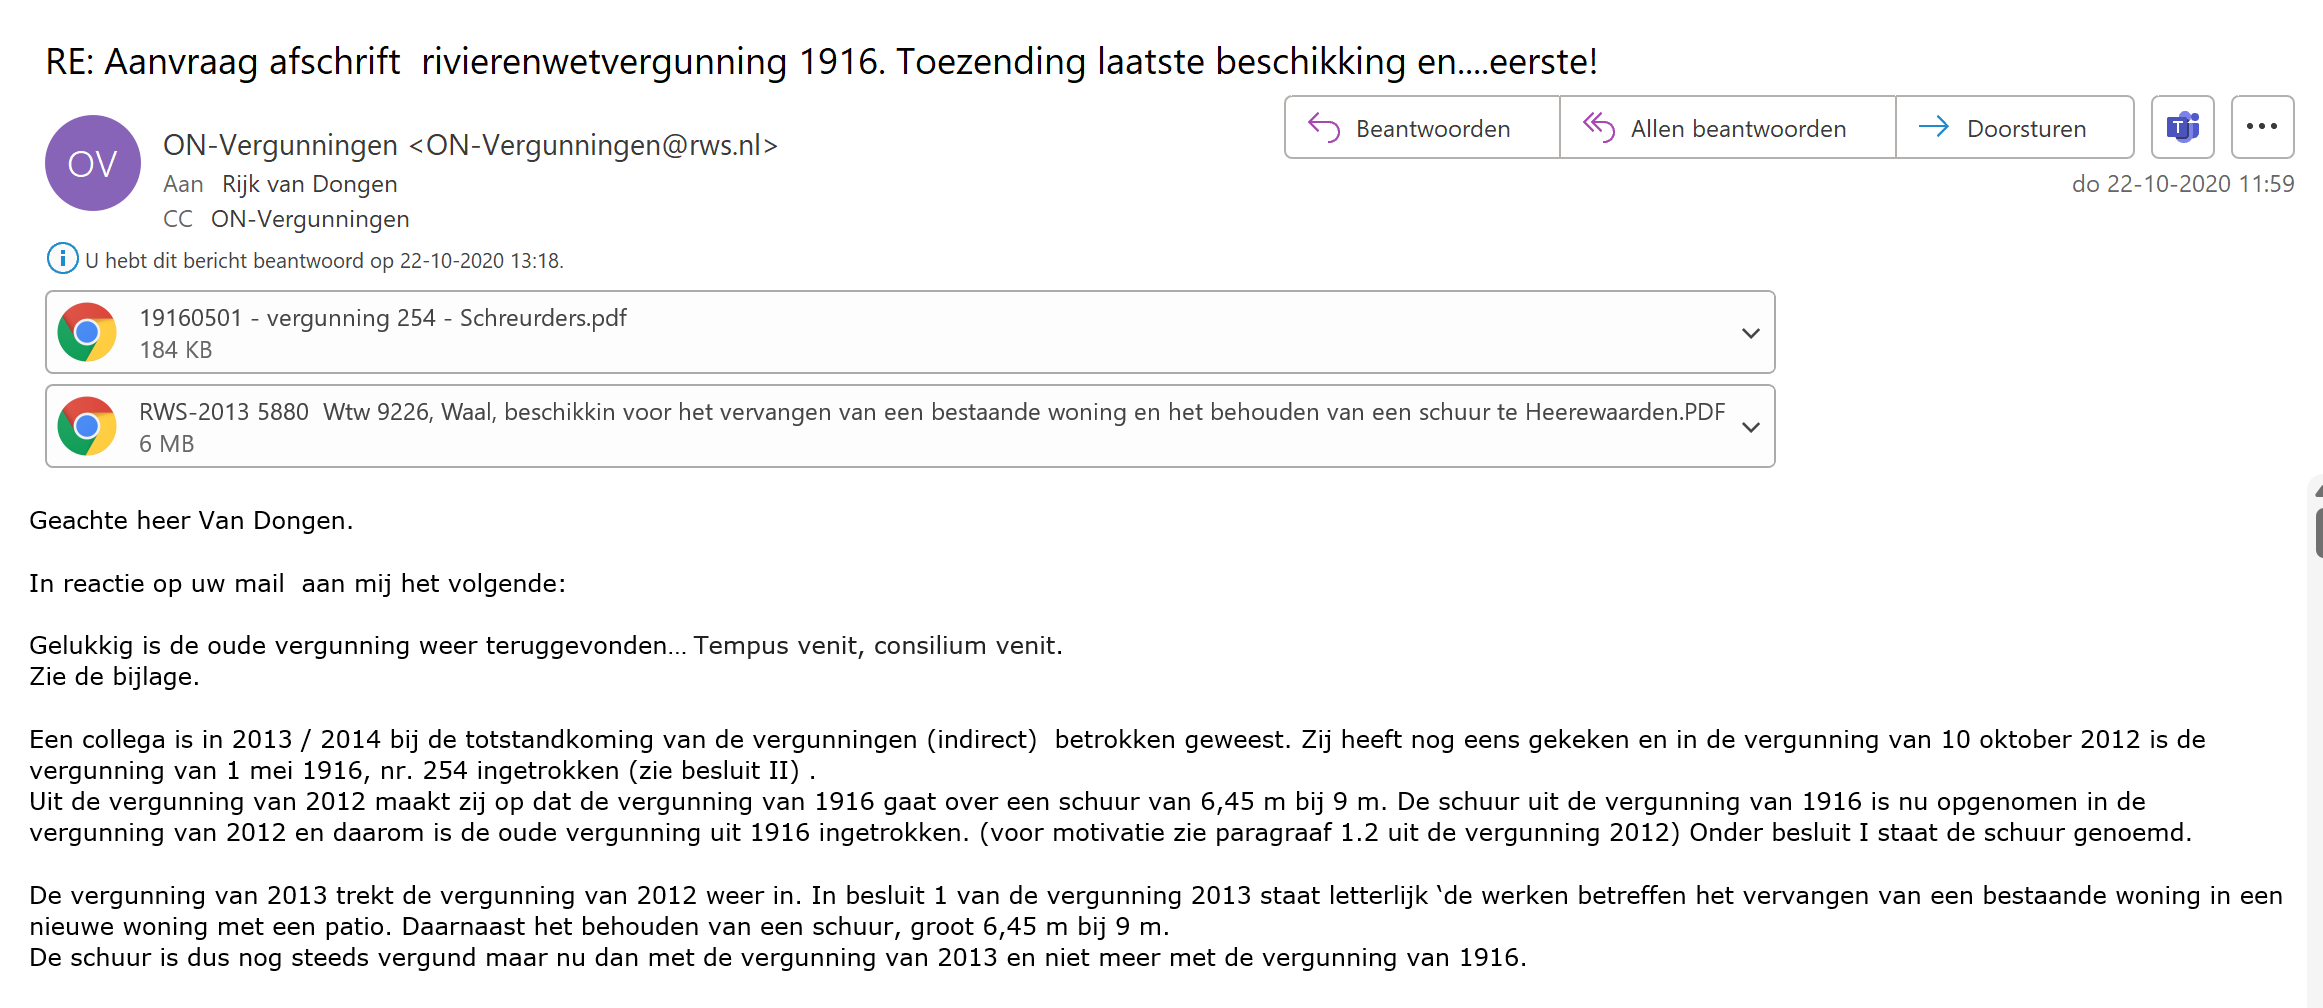 RE: Aanvraag afschrift  rivierenwetvergunning 1916. Toezending laatste beschikking en....eerste!
Beantwoorden
Allen beantwoorden
Doorsturen
T
OV
ON-Vergunningen <ON-Vergunningen@rws.nl>
Aan Rijk van Dongen
do 22-10-2020 11:59
CC ON-Vergunningen
U hebt dit bericht beantwoord op 22-10-2020 13:18.
19160501 - vergunning 254 - Schreurders.pdf
184 KB
RWS-2013 5880  Wtw 9226, Waal, beschikkin voor het vervangen van een bestaande woning en het behouden van een schuur te Heerewaarden.PDF
6 MB
Geachte heer Van Dongen.
In reactie op uw mail  aan mij het volgende:
Gelukkig is de oude vergunning weer teruggevonden... Tempus venit, consilium venit.
Zie de bijlage.
Een collega is in 2013 / 2014 bij de totstandkoming van de vergunningen (indirect)  betrokken geweest. Zij heeft nog eens gekeken en in de vergunning van 10 oktober 2012 is de
vergunning van 1 mei 1916, nr. 254 ingetrokken (zie besluit II) .
Uit de vergunning van 2012 maakt zij op dat de vergunning van 1916 gaat over een schuur van 6,45 m bij 9 m. De schuur uit de vergunning van 1916 is nu opgenomen in de
vergunning van 2012 en daarom is de oude vergunning uit 1916 ingetrokken. (voor motivatie zie paragraaf 1.2 uit de vergunning 2012) Onder besluit I staat de schuur genoemd.
De vergunning van 2013 trekt de vergunning van 2012 weer in. In besluit 1 van de vergunning 2013 staat letterlijk ‘de werken betreffen het vervangen van een bestaande woning in een
nieuwe woning met een patio. Daarnaast het behouden van een schuur, groot 6,45 m bij 9 m.
De schuur is dus nog steeds vergund maar nu dan met de vergunning van 2013 en niet meer met de vergunning van 1916.